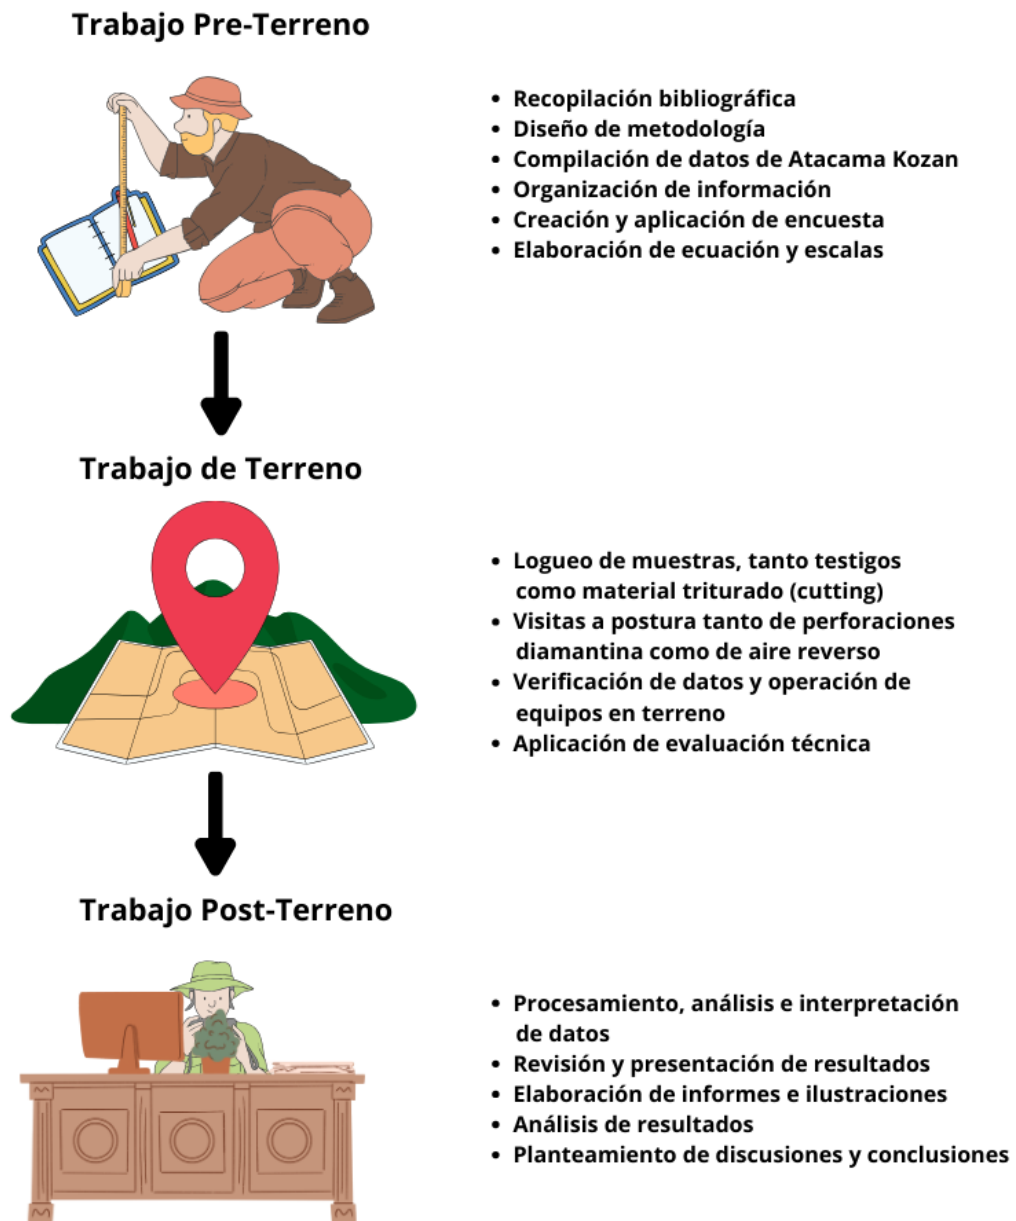 Trabajo Pre-Terreno
• Recopilación bibliográfica
• Diseño de metodología
• Compilación de datos de Atacama Kozan
• Organización de información
• Creación y aplicación de encuesta
• Elaboración de ecuación y escalas
Trabajo de Terreno
• Logueo de muestras, tanto testigos
como material triturado (cutting)
• Visitas a postura tanto de perforaciones
diamantina como de aire reverso
• Verificación de datos y operación de
equipos en terreno
• Aplicación de evaluación técnica
Trabajo Post-Terreno
• Procesamiento, análisis e interpretación
de datos
• Revisión y presentación de resultados
• Elaboración de informes e ilustraciones
• Análisis de resultados
• Planteamiento de discusiones y conclusiones